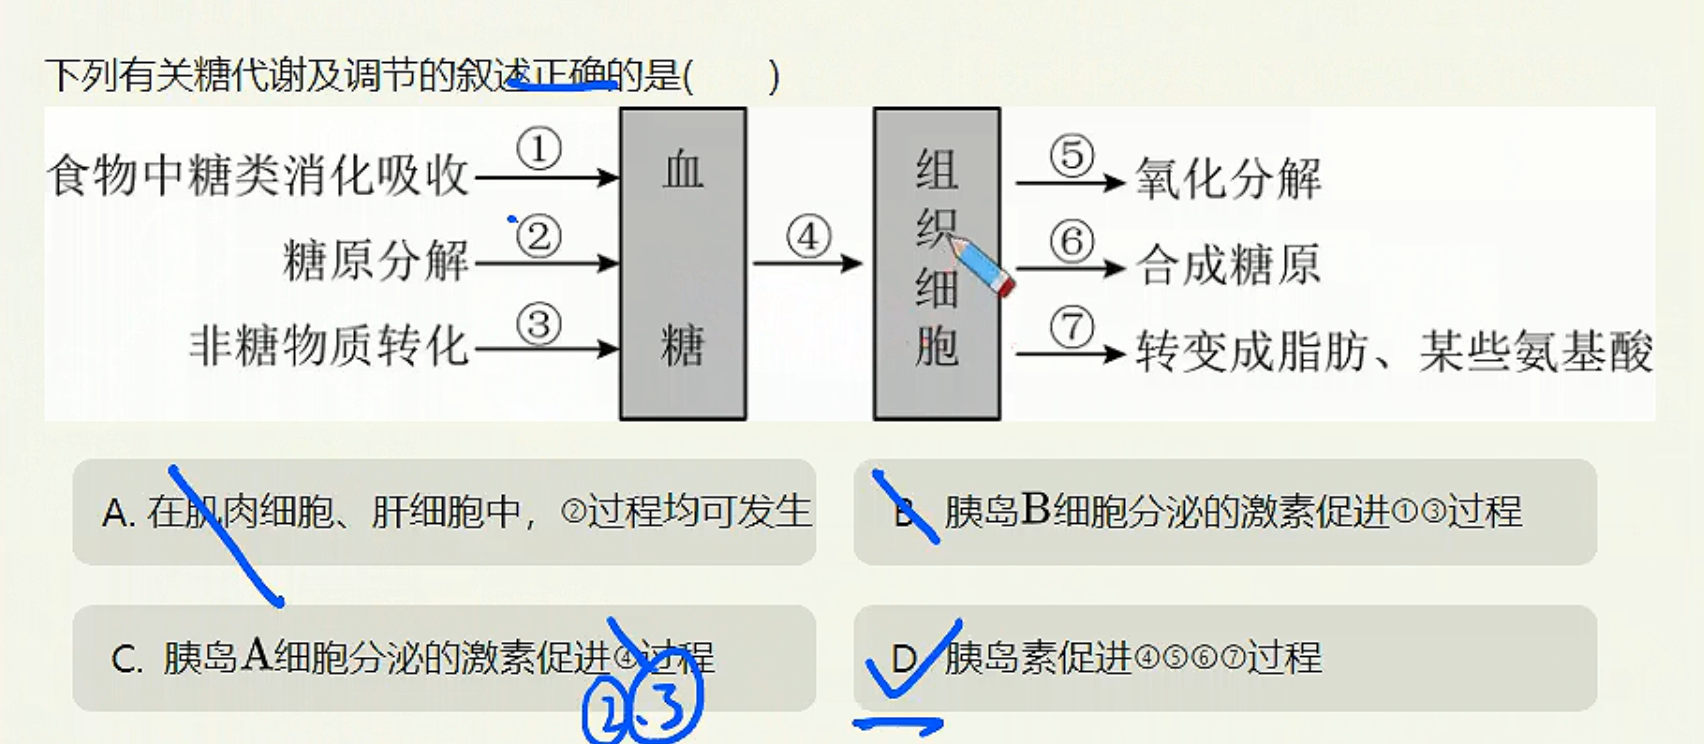 下列有关糖代谢及调节的叙述正确的是(  )
食物中糖类消化吸收 ① 血 组 ⑤ 氧化分解
糖原分解 ② ④ 织 ⑥ 合成糖原
细
非糖物质转化 ③ 糖 胞 ⑦ 转变成脂肪、某些氨基酸
A. 在肌肉细胞、肝细胞中，②过程均可发生
B. 胰岛B细胞分泌的激素促进①③过程
C. 胰岛A细胞分泌的激素促进④过程
②、③
D. 胰岛素促进④⑤⑥⑦过程